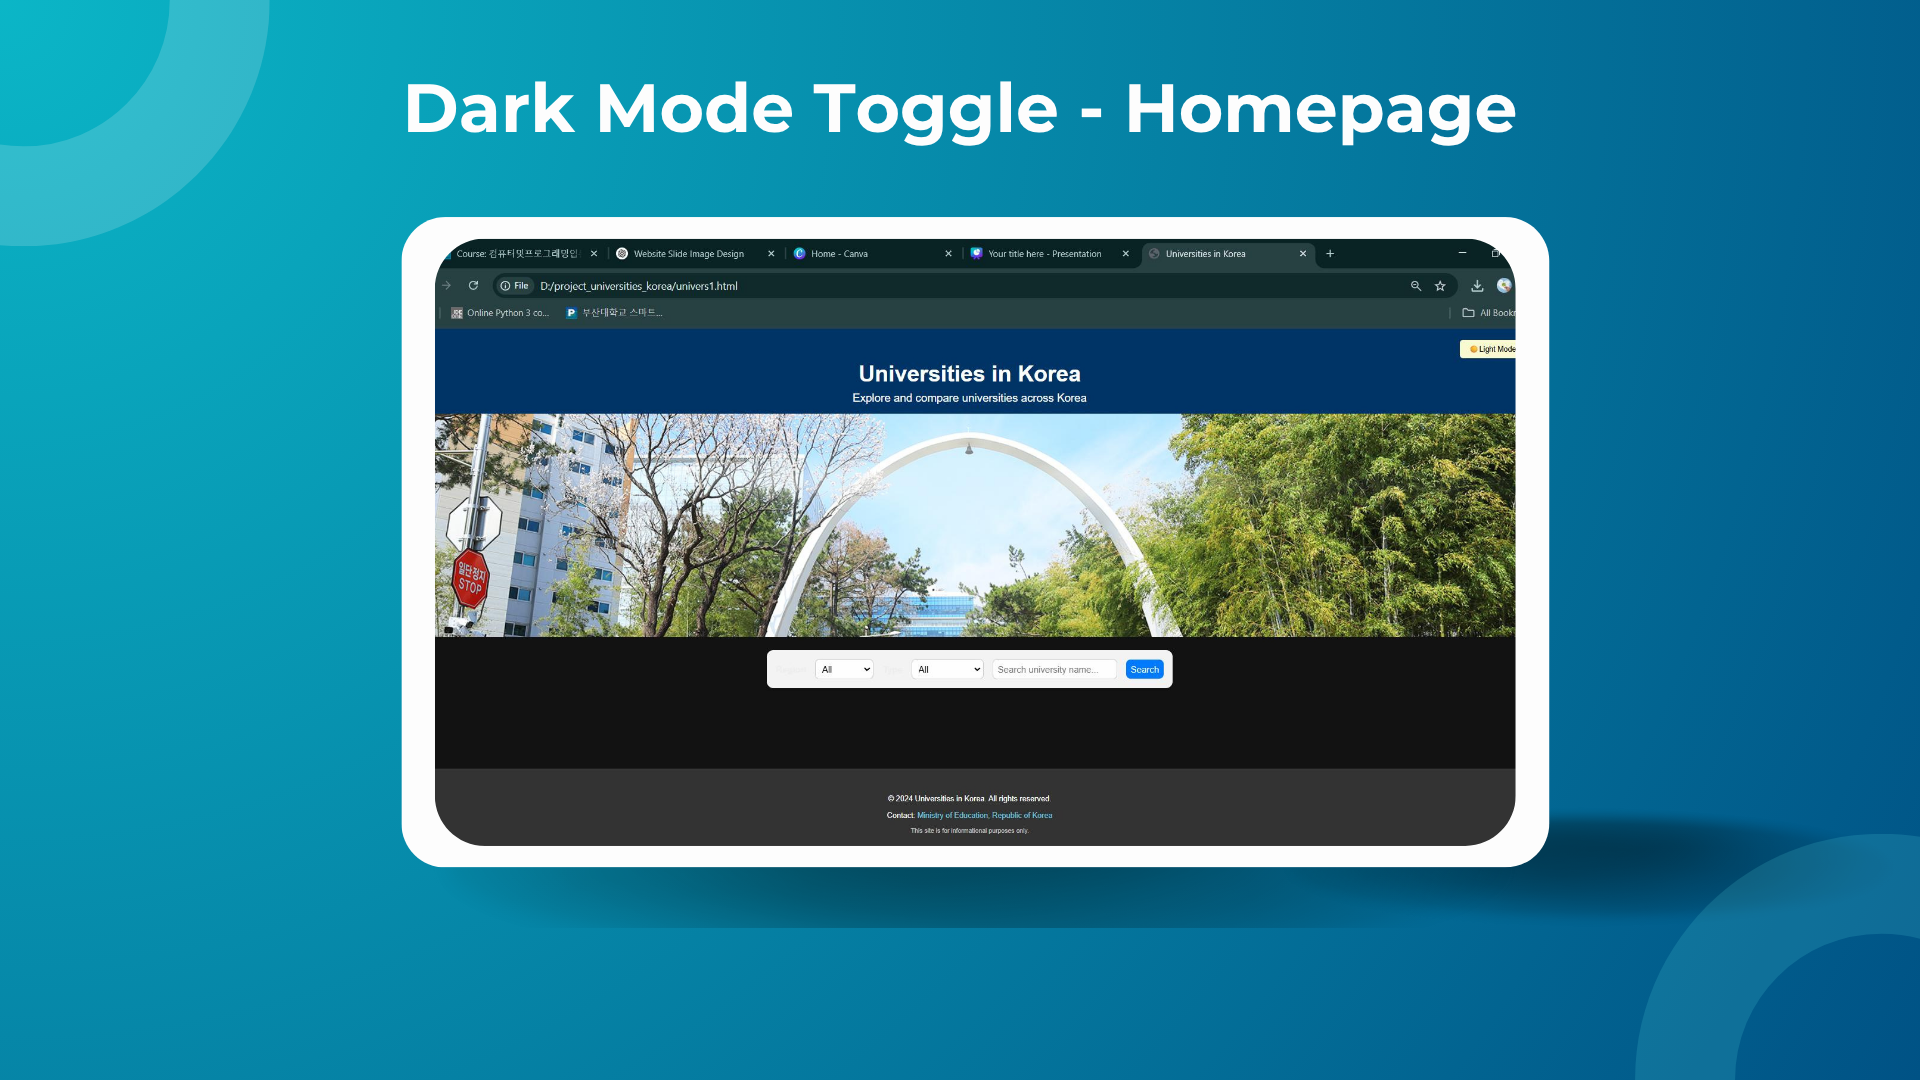 Dark Mode Toggle - Homepage
Course: 컴퓨터및프로그래밍입
Website Slide Image Design
Home - Canva
Your title here - Presentation
Universities in Korea
File
D:/project_universities_korea/univers1.html
Online Python 3 co...
부산대학교 스마트...
All Book
Light Mode
Universities in Korea
Explore and compare universities across Korea
일단정지
STOP
All
All
Search university name...
Search
© 2024 Universities in Korea. All rights reserved.
Contact: Ministry of Education, Republic of Korea
This site is for informational purposes only.